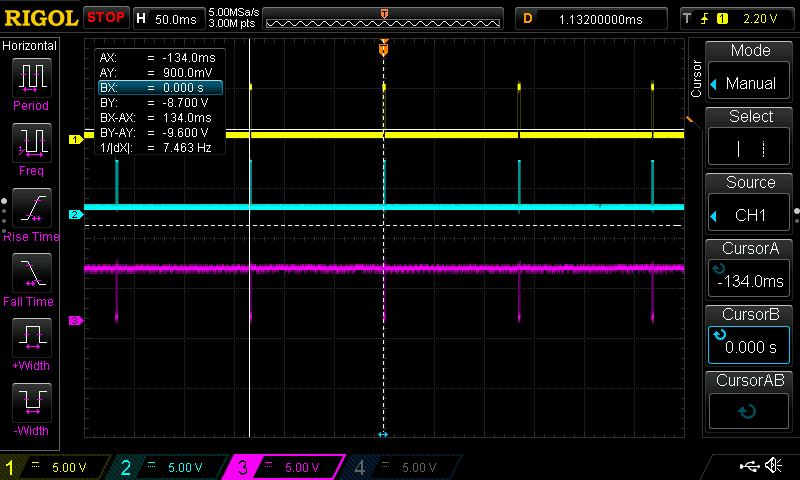 RIGOL STOP H 50.0ms 5.00MSa/s 3.00M pts T D 1.13200000ms T 1 2.20 V
Horizontal
Period
Freq
Rise Time
Fall Time
+Width
-Width
AX: = -134.0ms
AY: = 900.0mV
BX: = 0.000 s
BY: = -8.700 V
BX-AX: = 134.0ms
BY-AY: = -9.600 V
1/|dX|: = 7.463 Hz
T
1
2
3
Cursor
Mode
Manual
Select
Source
CH1
CursorA
-134.0ms
CursorB
0.000 s
CursorAB
1 = 5.00 V 2 = 5.00 V 3 = 5.00 V 4 = 5.00 V